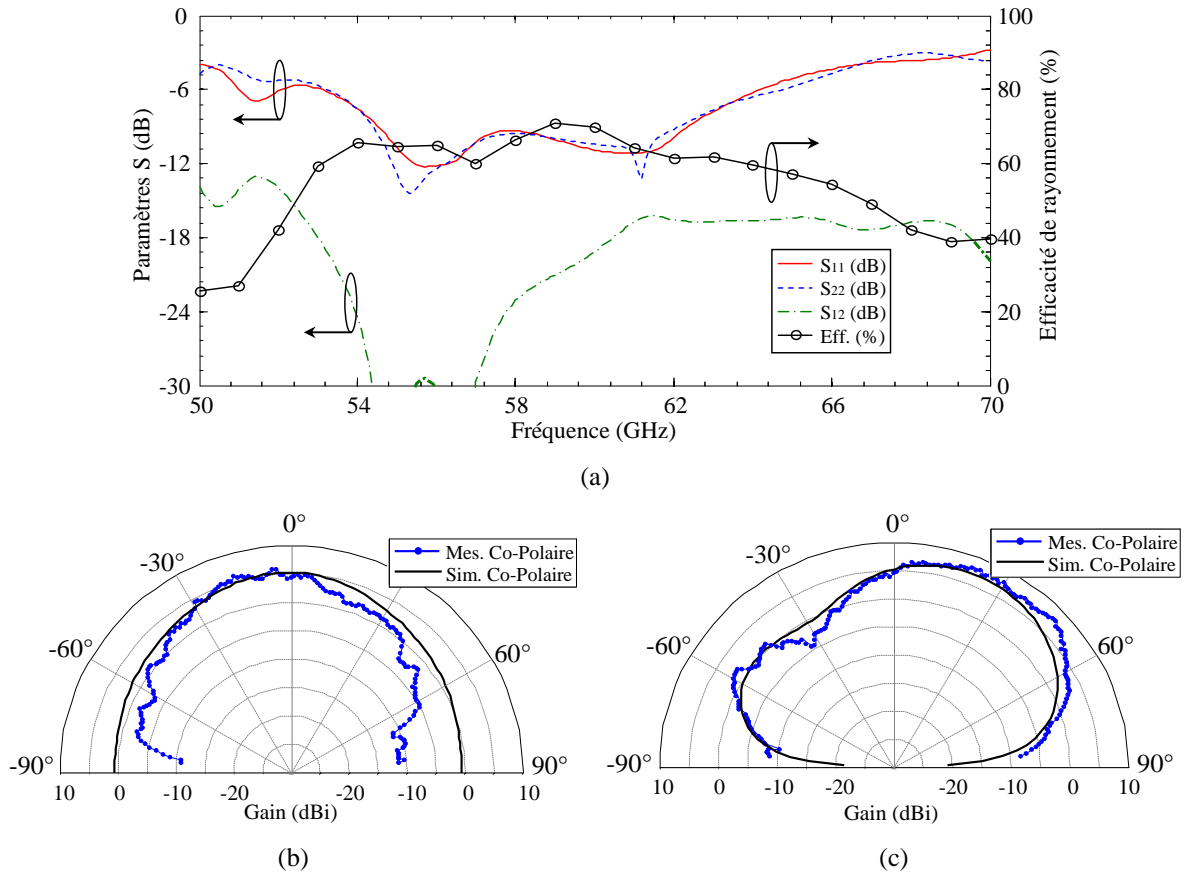 0
-6
-12
-18
-24
-30
Paramètres S (dB)
100
80
60
40
20
0
Efficacité de rayonnement (%)
S11 (dB)
S22 (dB)
S12 (dB)
Eff. (%)
50 54 58 62 66 70
Fréquence (GHz)
(a)
0°
-30°
-60°
60°
-90°
90°
Mes. Co-Polaire
Sim. Co-Polaire
10 0 -10 -20 -20 -10 0 10
Gain (dBi)
(b)
0°
-30°
-60°
60°
-90°
90°
Mes. Co-Polaire
Sim. Co-Polaire
10 0 -10 -20 -20 -10 0 10
Gain (dBi)
(c)